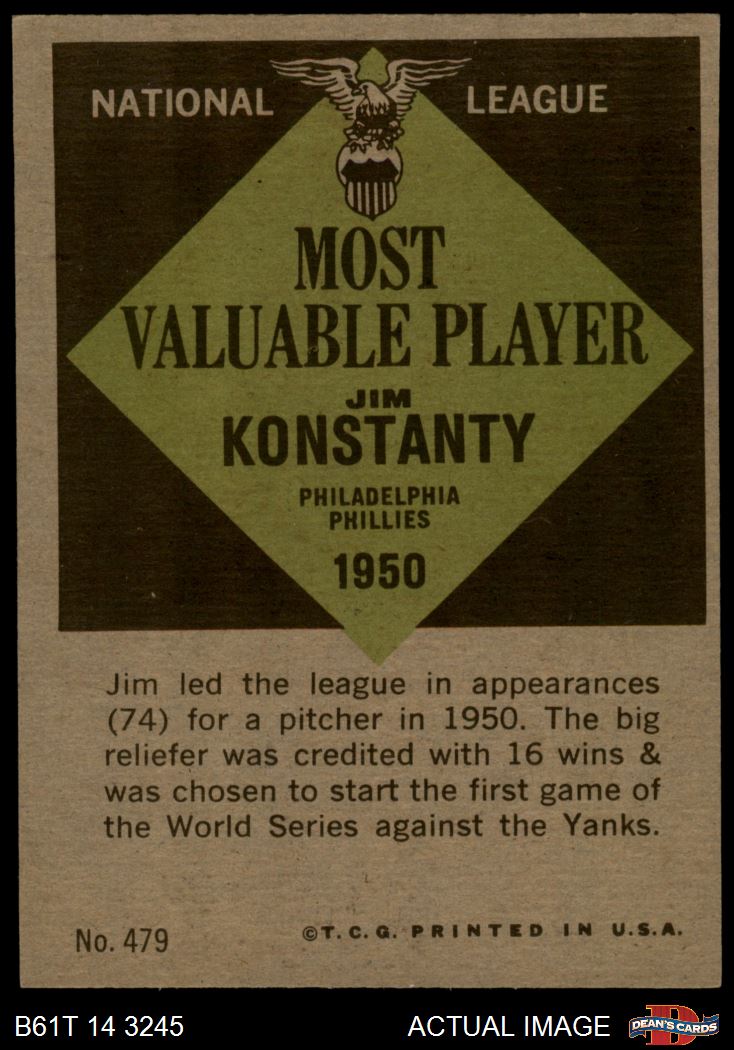 NATIONAL LEAGUE
MOST
VALUABLE PLAYER
JIM
KONSTANTY
PHILADELPHIA
PHILLIES
1950
Jim led the league in appearances
(74) for a pitcher in 1950. The big
reliefer was credited with 16 wins &
was chosen to start the first game of
the World Series against the Yanks.
No. 479 ©T.C.G. PRINTED IN U.S.A.
B61T 14 3245 ACTUAL IMAGE DEAN'S CARDS